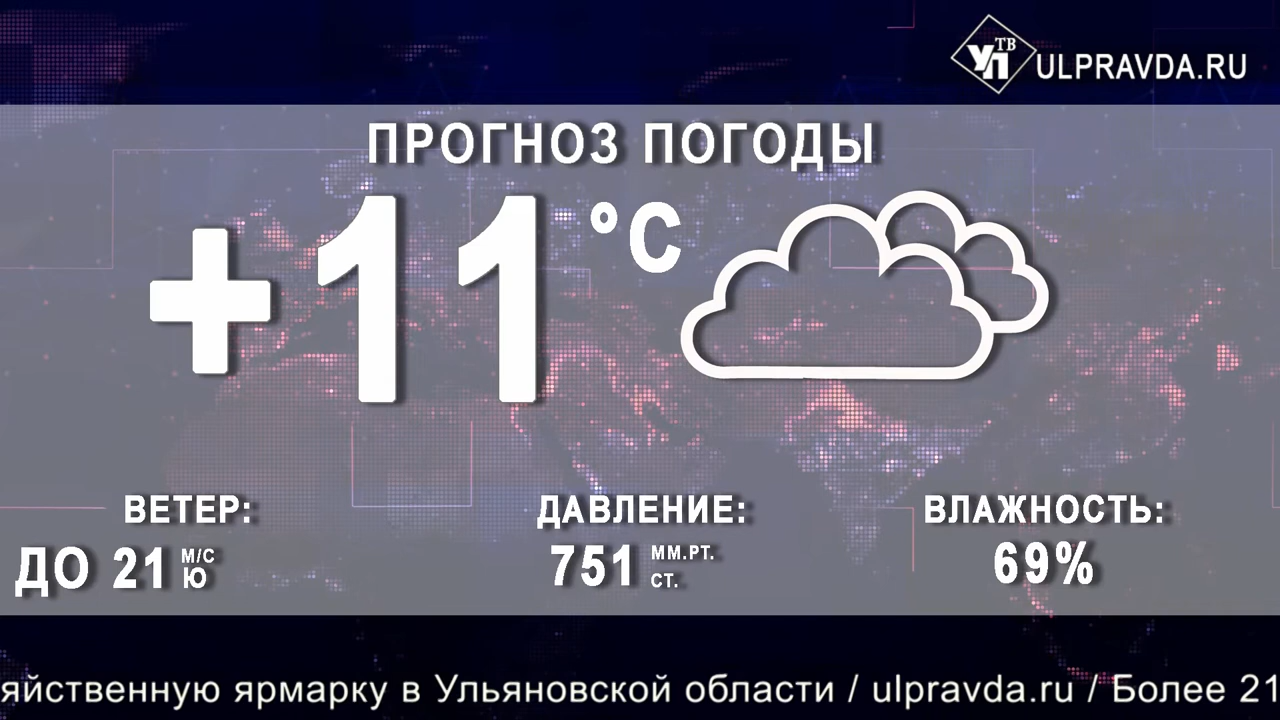 УП ТВ ULPRAVDA.RU
ПРОГНОЗ ПОГОДЫ
+11 °C
ВЕТЕР: ДАВЛЕНИЕ: ВЛАЖНОСТЬ:
ДО 21 М/С Ю 751 ММ.РТ. СТ. 69%
яйственную ярмарку в Ульяновской области / ulpravda.ru / Более 21